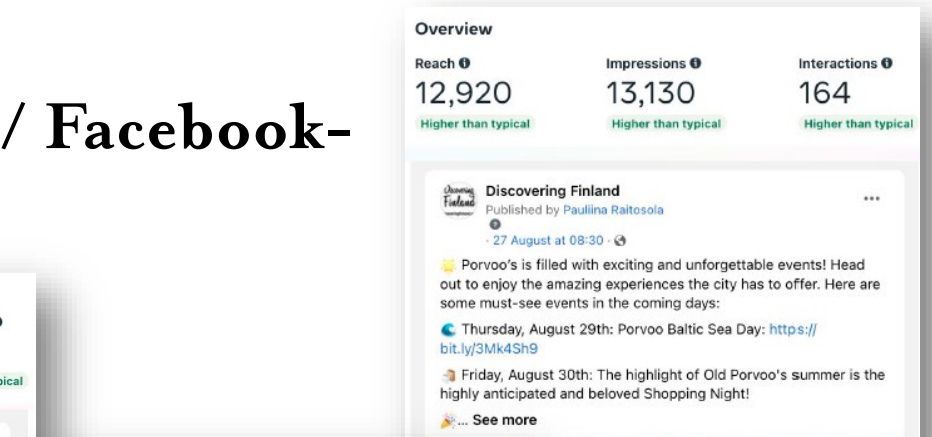 / Facebook-
Overview
Reach Impressions Interactions
12,920 13,130 164
Higher than typical Higher than typical Higher than typical
Discovering
Finland
Discovering Finland
Published by Pauliina Raitosola
· 27 August at 08:30 ·
Porvoo's is filled with exciting and unforgettable events! Head
out to enjoy the amazing experiences the city has to offer. Here are
some must-see events in the coming days:
Thursday, August 29th: Porvoo Baltic Sea Day: https://
bit.ly/3Mk4Sh9
Friday, August 30th: The highlight of Old Porvoo's summer is the
highly anticipated and beloved Shopping Night!
... See more
pical